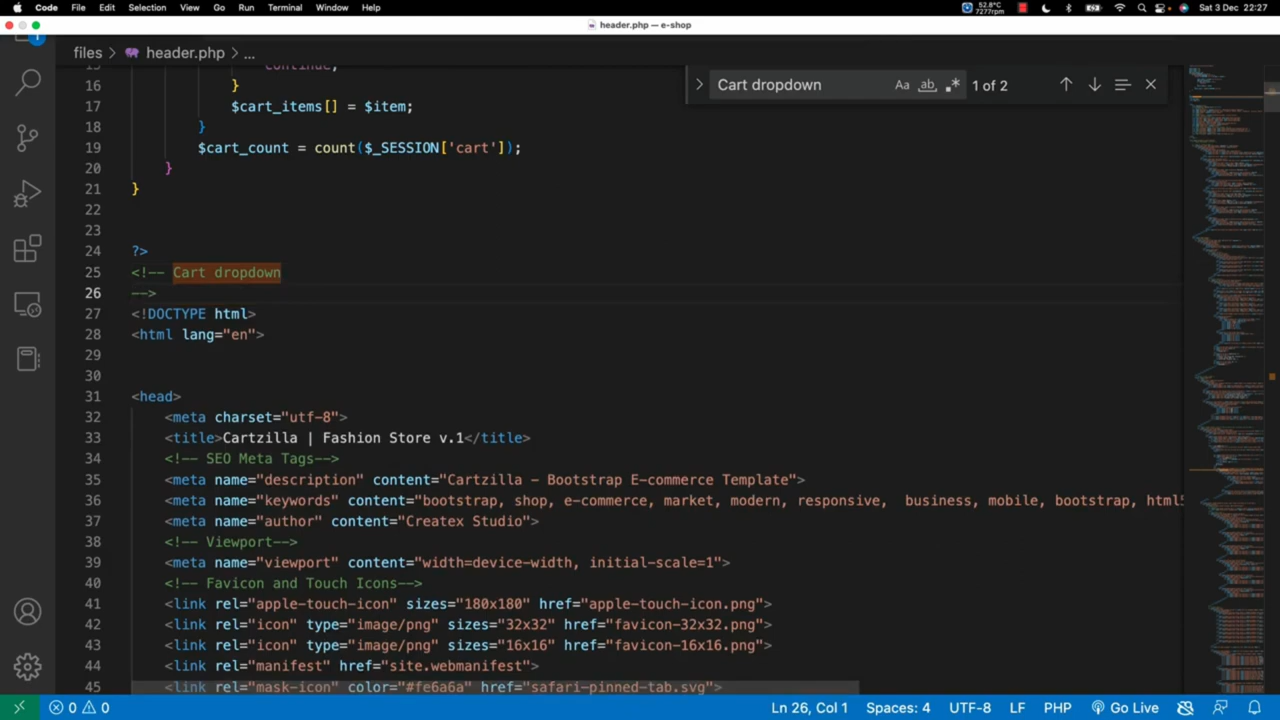 Code File Edit Selection View Go Run Terminal Window Help 52.8°C 7277rpm Sat 3 Dec 22:27
header.php — e-shop
1
files > header.php > ...
Cart dropdown Aa ab 1 of 2
15 continue;
16 }
17 $cart_items[] = $item;
18 }
19 $cart_count = count($_SESSION['cart']);
20 }
21 }
22
23
24 ?>
25 <!-- Cart dropdown
26 -->
27 <!DOCTYPE html>
28 <html lang="en">
29
30
31 <head>
32 <meta charset="utf-8">
33 <title>Cartzilla | Fashion Store v.1</title>
34 <!-- SEO Meta Tags-->
35 <meta name="description" content="Cartzilla - Bootstrap E-commerce Template">
36 <meta name="keywords" content="bootstrap, shop, e-commerce, market, modern, responsive,  business, mobile, bootstrap, html5
37 <meta name="author" content="Createx Studio">
38 <!-- Viewport-->
39 <meta name="viewport" content="width=device-width, initial-scale=1">
40 <!-- Favicon and Touch Icons-->
41 <link rel="apple-touch-icon" sizes="180x180" href="apple-touch-icon.png">
42 <link rel="icon" type="image/png" sizes="32x32" href="favicon-32x32.png">
43 <link rel="icon" type="image/png" sizes="16x16" href="favicon-16x16.png">
44 <link rel="manifest" href="site.webmanifest">
45 <link rel="mask-icon" color="#fe6a6a" href="safari-pinned-tab.svg">
0 0 Ln 26, Col 1 Spaces: 4 UTF-8 LF PHP Go Live